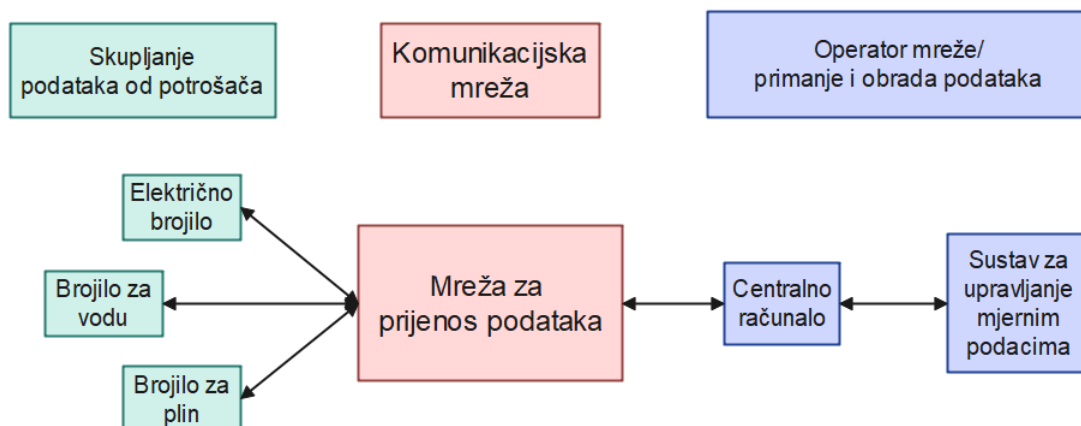 Skupljanje
podataka od potrošača
Komunikacijska
mreža
Operator mreže/
primanje i obrada podataka
Električno
brojilo
Brojilo za
vodu
Brojilo za
plin
Mreža za
prijenos podataka
Centralno
računalo
Sustav za
upravljanje
mjernim
podacima